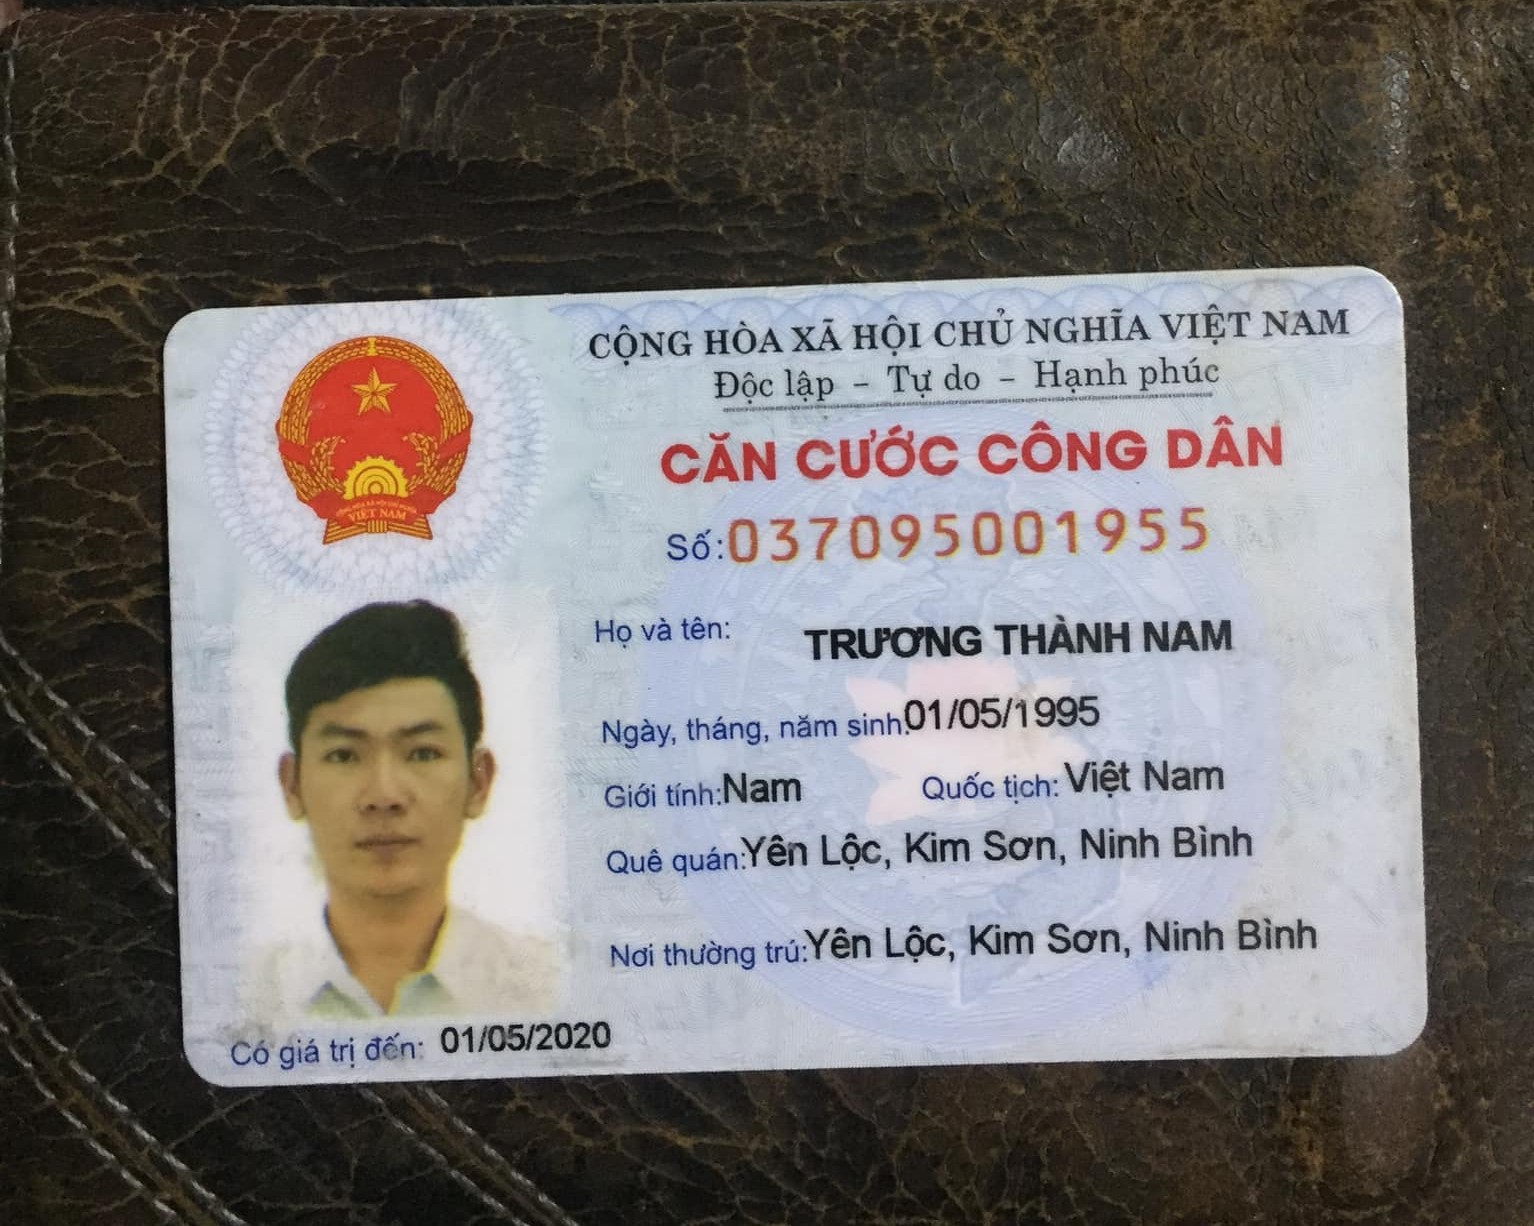 CỘNG HÒA XÃ HỘI CHỦ NGHĨA VIỆT NAM
Độc lập - Tự do - Hạnh phúc
CĂN CƯỚC CÔNG DÂN
Số: 037095001955
Họ và tên: TRƯƠNG THÀNH NAM
Ngày, tháng, năm sinh: 01/05/1995
Giới tính: Nam Quốc tịch: Việt Nam
Quê quán: Yên Lộc, Kim Sơn, Ninh Bình
Nơi thường trú: Yên Lộc, Kim Sơn, Ninh Bình
Có giá trị đến: 01/05/2020
VIỆT NAM